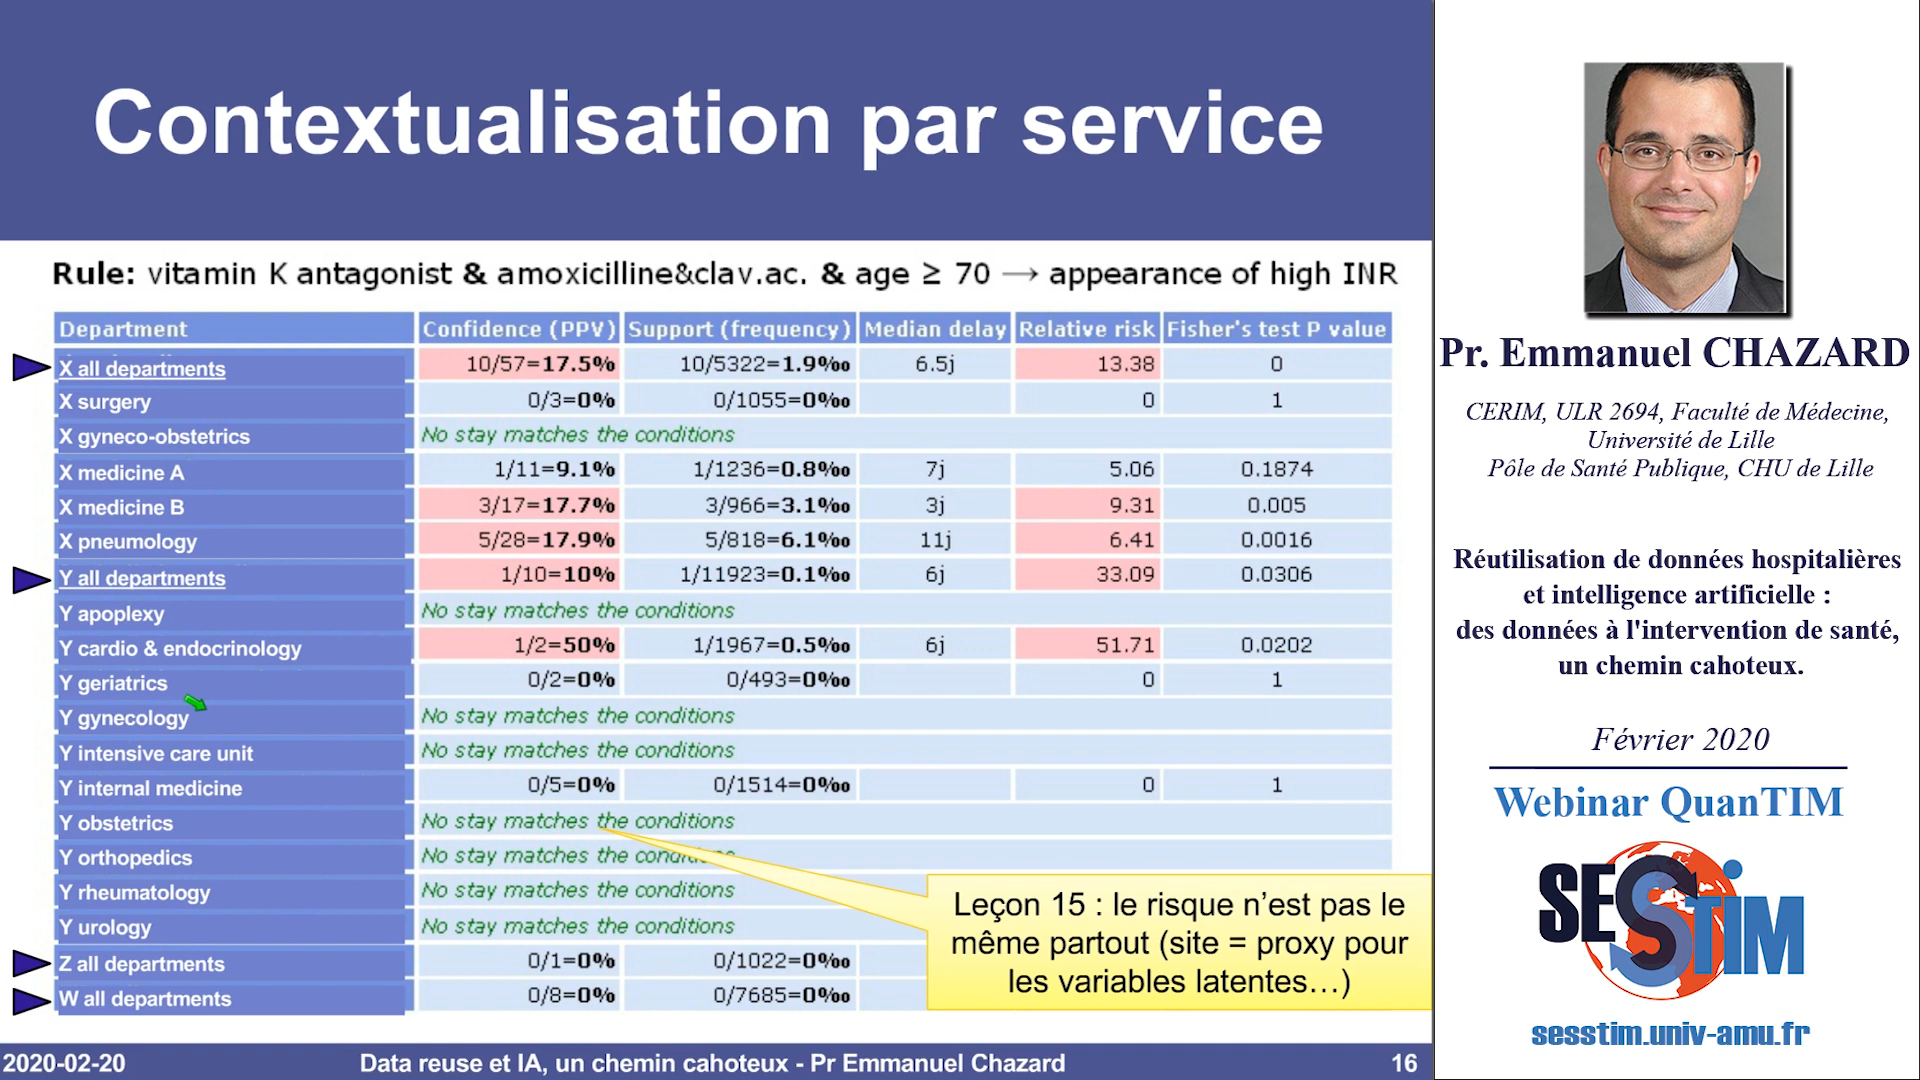 Contextualisation par service
Rule: vitamin K antagonist & amoxicilline&clav.ac. & age ≥ 70 → appearance of high INR
Department Confidence (PPV) Support (frequency) Median delay Relative risk Fisher's test P value
X all departments 10/57=17.5% 10/5322=1.9‰ 6.5j 13.38 0
X surgery 0/3=0% 0/1055=0‰ 0 1
X gyneco-obstetrics No stay matches the conditions
X medicine A 1/11=9.1% 1/1236=0.8‰ 7j 5.06 0.1874
X medicine B 3/17=17.7% 3/966=3.1‰ 3j 9.31 0.005
X pneumology 5/28=17.9% 5/818=6.1‰ 11j 6.41 0.0016
Y all departments 1/10=10% 1/11923=0.1‰ 6j 33.09 0.0306
Y apoplexy No stay matches the conditions
Y cardio & endocrinology 1/2=50% 1/1967=0.5‰ 6j 51.71 0.0202
Y geriatrics 0/2=0% 0/493=0‰ 0 1
Y gynecology No stay matches the conditions
Y intensive care unit No stay matches the conditions
Y internal medicine 0/5=0% 0/1514=0‰ 0 1
Y obstetrics No stay matches the conditions
Y orthopedics No stay matches the conditions
Y rheumatology No stay matches the conditions
Y urology No stay matches the conditions
Z all departments 0/1=0% 0/1022=0‰
W all departments 0/8=0% 0/7685=0‰
Leçon 15 : le risque n'est pas le
même partout (site = proxy pour
les variables latentes…)
2020-02-20 Data reuse et IA, un chemin cahoteux - Pr Emmanuel Chazard 16
Pr. Emmanuel CHAZARD
CERIM, ULR 2694, Faculté de Médecine,
Université de Lille
Pôle de Santé Publique, CHU de Lille
Réutilisation de données hospitalières
et intelligence artificielle :
des données à l'intervention de santé,
un chemin cahoteux.
Février 2020
Webinar QuanTIM
SESSTIM
sesstim.univ-amu.fr